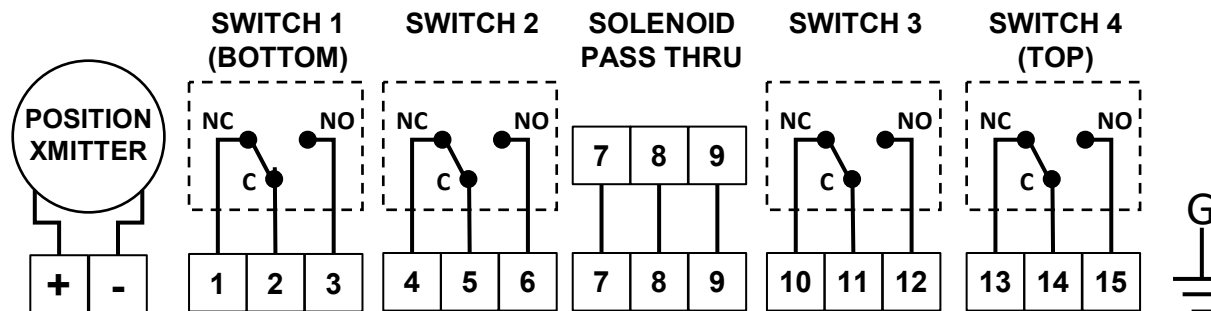 SWITCH 1
(BOTTOM)
SWITCH 2
SOLENOID
PASS THRU
SWITCH 3
SWITCH 4
(TOP)
POSITION
XMITTER
NC NO
C
NC NO
C
7 8 9
NC NO
C
NC NO
C
G
+ -
1 2 3
4 5 6
7 8 9
10 11 12
13 14 15